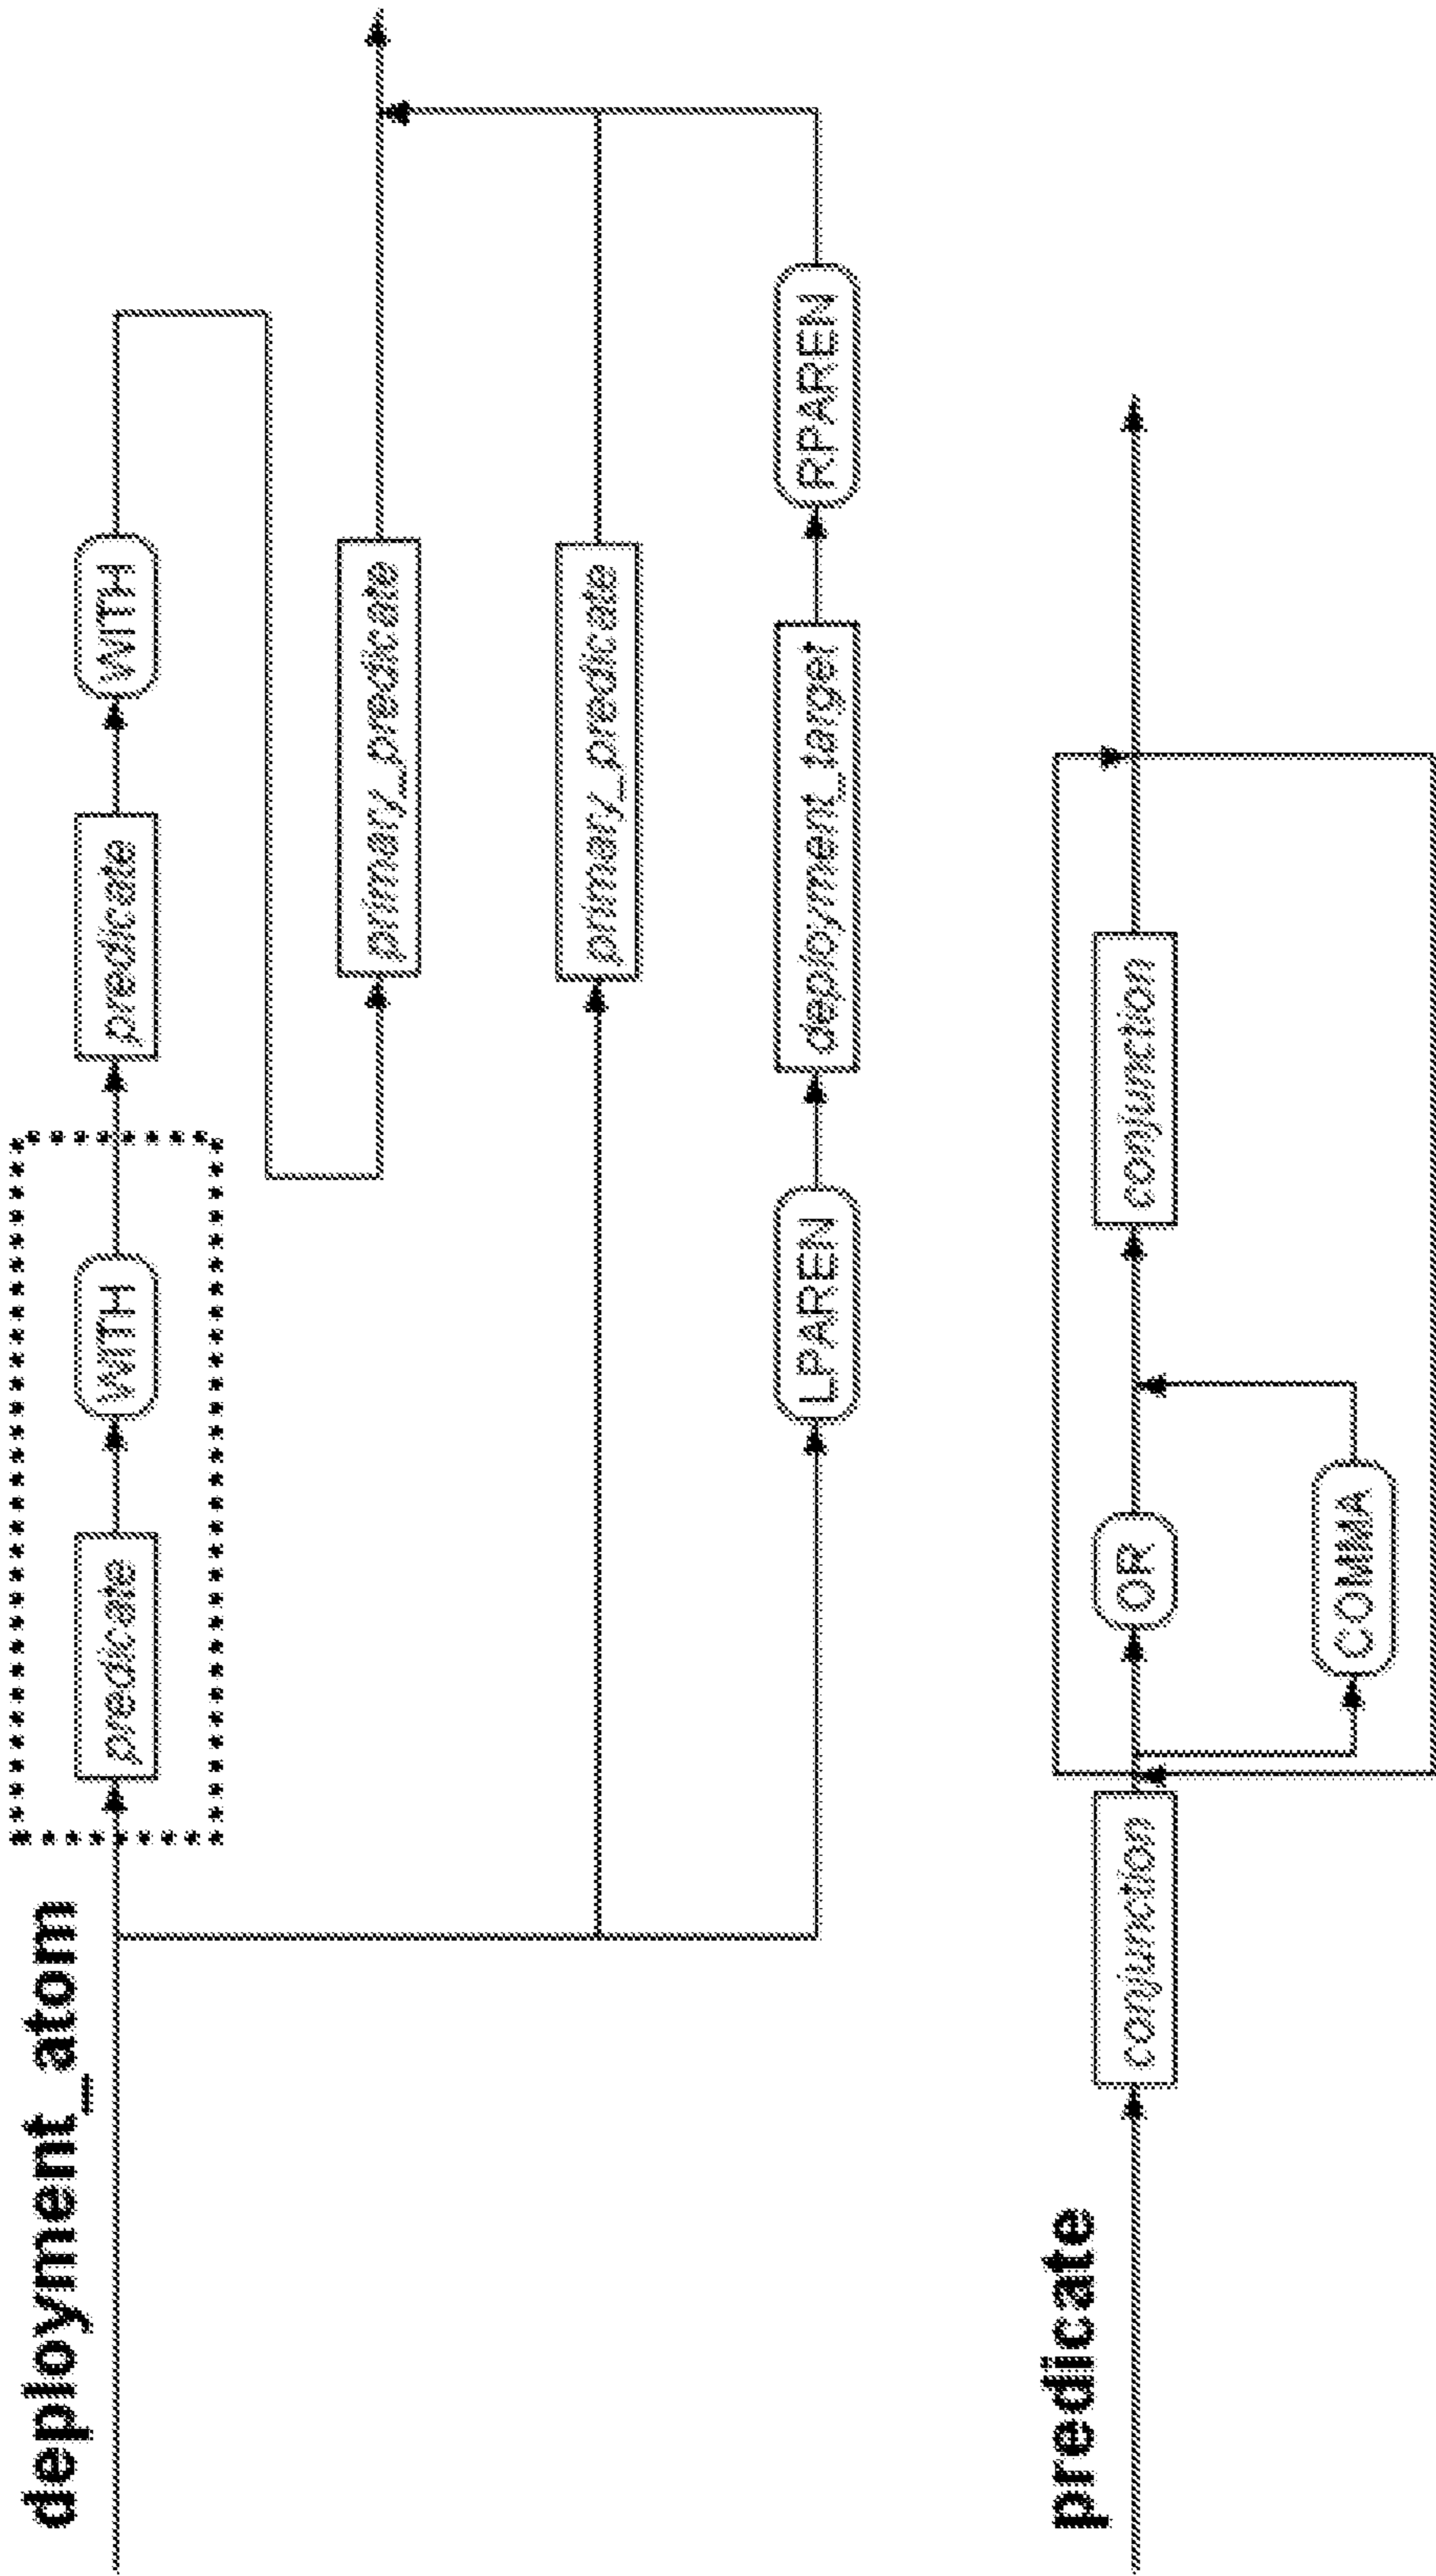 deployment_atom
predicate WITH predicate WITH
primary_predicate
primary_predicate
LPAREN deployment_target RPAREN
predicate
conjunction OR conjunction
COMMA